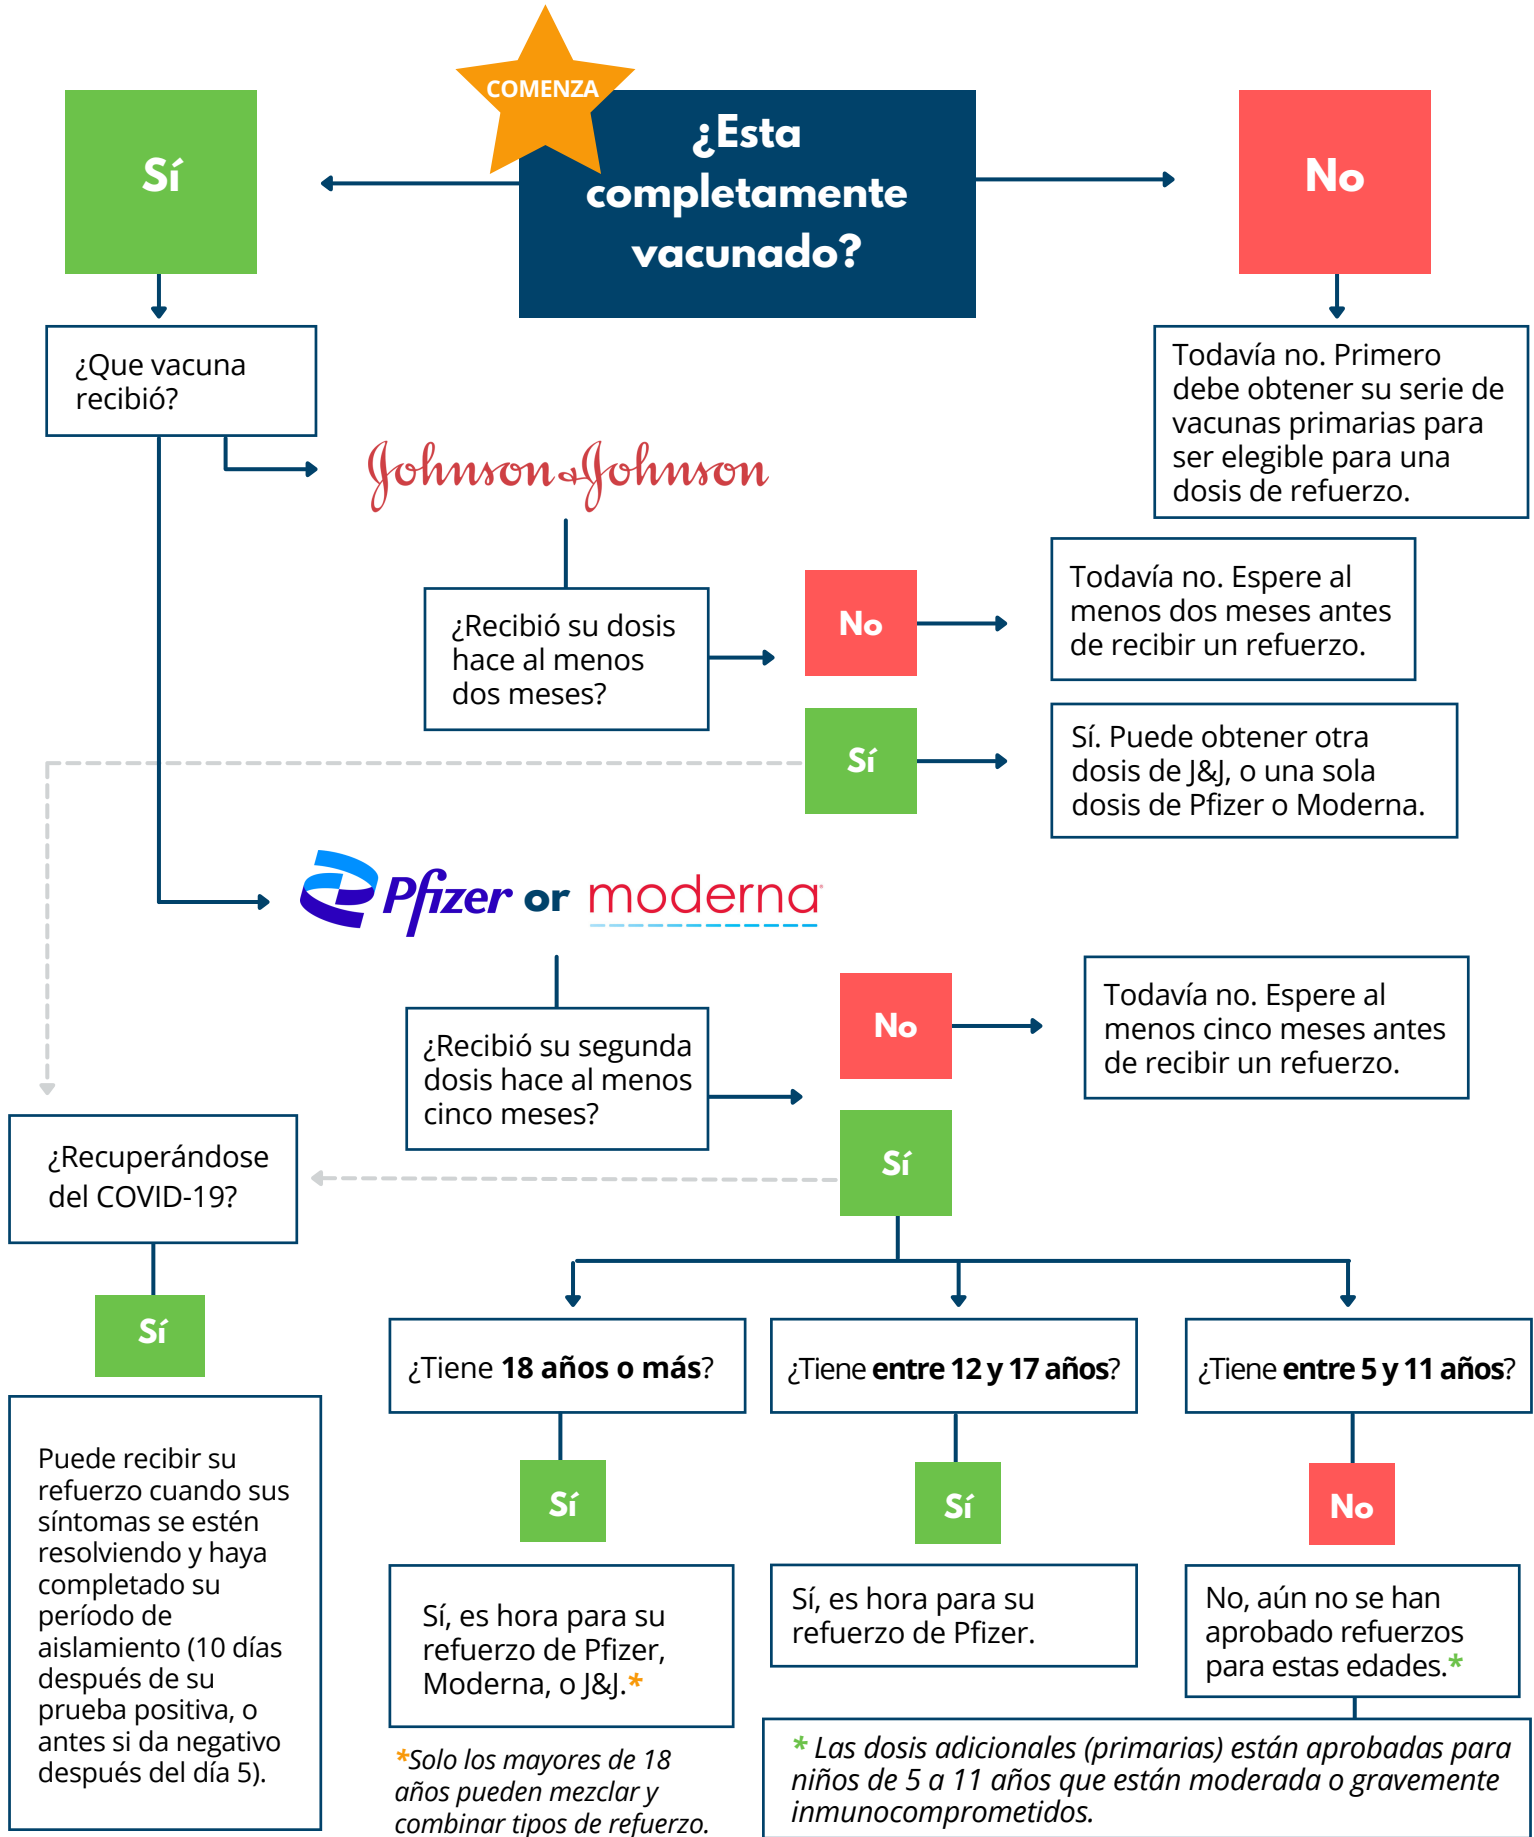 COMENZA
¿Esta
completamente
vacunado?
Sí
No
¿Que vacuna
recibió?
Todavía no. Primero
debe obtener su serie de
vacunas primarias para
ser elegible para una
dosis de refuerzo.
Johnson & Johnson
¿Recibió su dosis
hace al menos
dos meses?
No
Todavía no. Espere al
menos dos meses antes
de recibir un refuerzo.
Sí
Sí. Puede obtener otra
dosis de J&J, o una sola
dosis de Pfizer o Moderna.
Pfizer or moderna
¿Recibió su segunda
dosis hace al menos
cinco meses?
No
Todavía no. Espere al
menos cinco meses antes
de recibir un refuerzo.
Sí
¿Recuperándose
del COVID-19?
Sí
Puede recibir su
refuerzo cuando sus
síntomas se estén
resolviendo y haya
completado su
período de
aislamiento (10 días
después de su
prueba positiva, o
antes si da negativo
después del día 5).
¿Tiene 18 años o más?
Sí
Sí, es hora para su
refuerzo de Pfizer,
Moderna, o J&J.*
*Solo los mayores de 18
años pueden mezclar y
combinar tipos de refuerzo.
¿Tiene entre 12 y 17 años?
Sí
Sí, es hora para su
refuerzo de Pfizer.
¿Tiene entre 5 y 11 años?
No
No, aún no se han
aprobado refuerzos
para estas edades.*
* Las dosis adicionales (primarias) están aprobadas para
niños de 5 a 11 años que están moderada o gravemente
inmunocomprometidos.